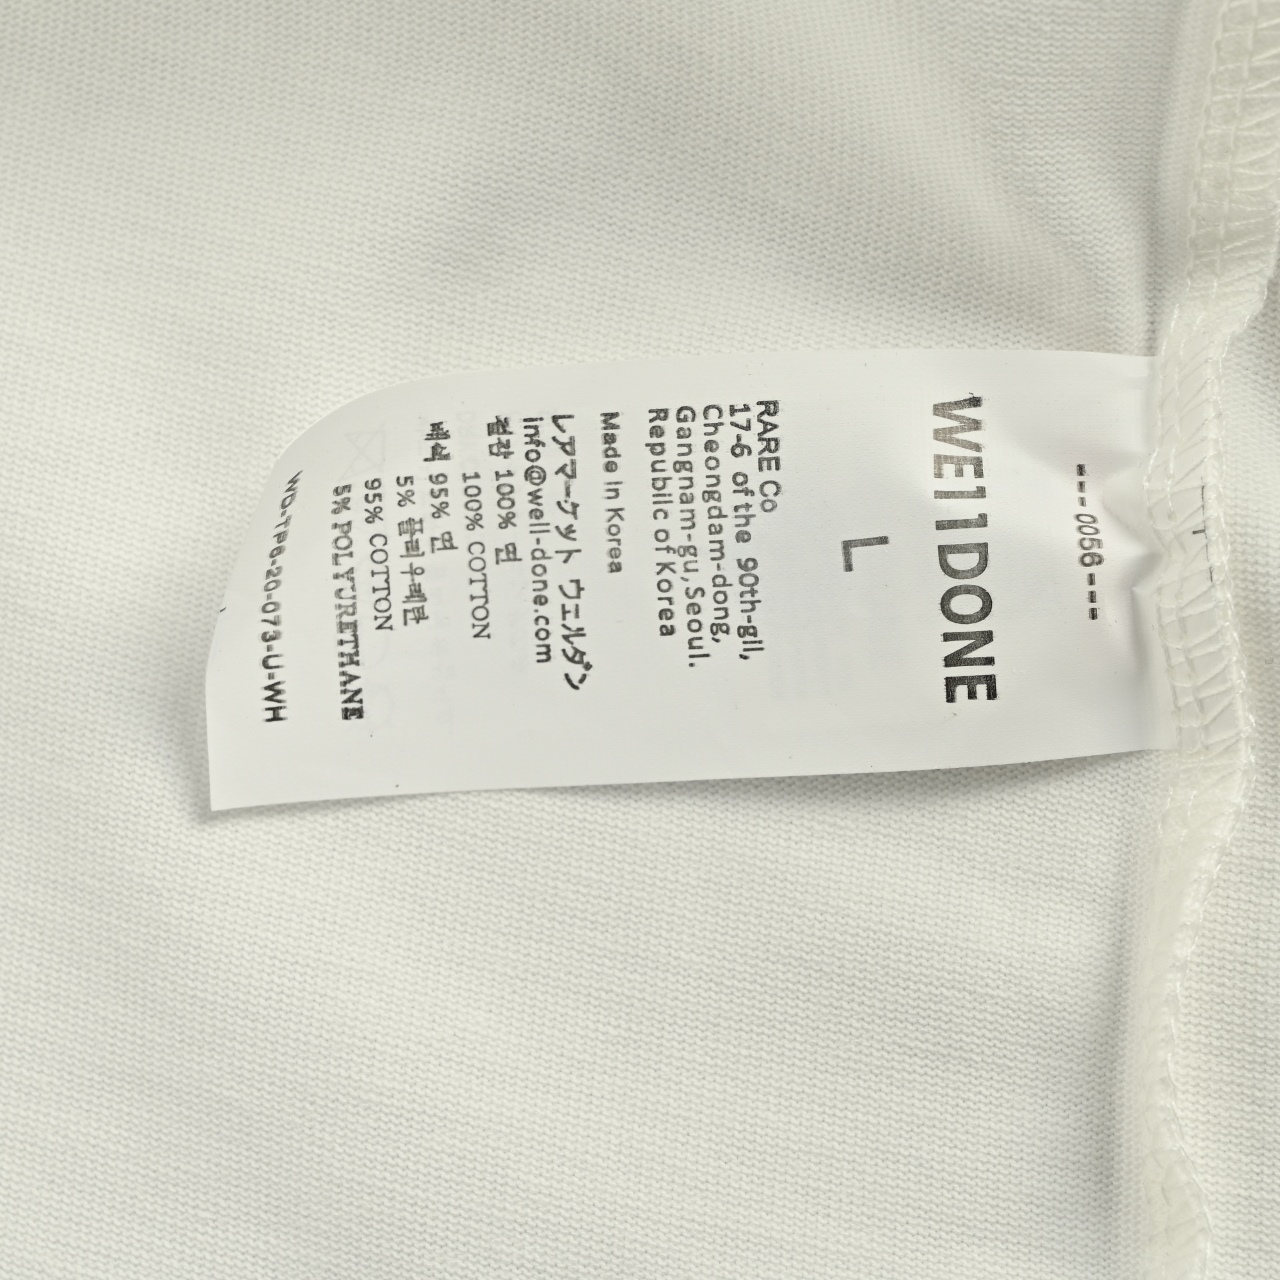 ---0056---
WE11DONE
L
RARE Co
17-6 of the 90th-gil,
Cheongdam-dong,
Gangnam-gu, Seoul.
Republic of Korea
Made in Korea
レアマーケット ウェルダン
info@well-done.com
겉감 100% 면
100% COTTON
배색 95% 면
5% 폴리우레탄
95% COTTON
5% POLYURETHANE
WD-TP6-20-073-U-WH